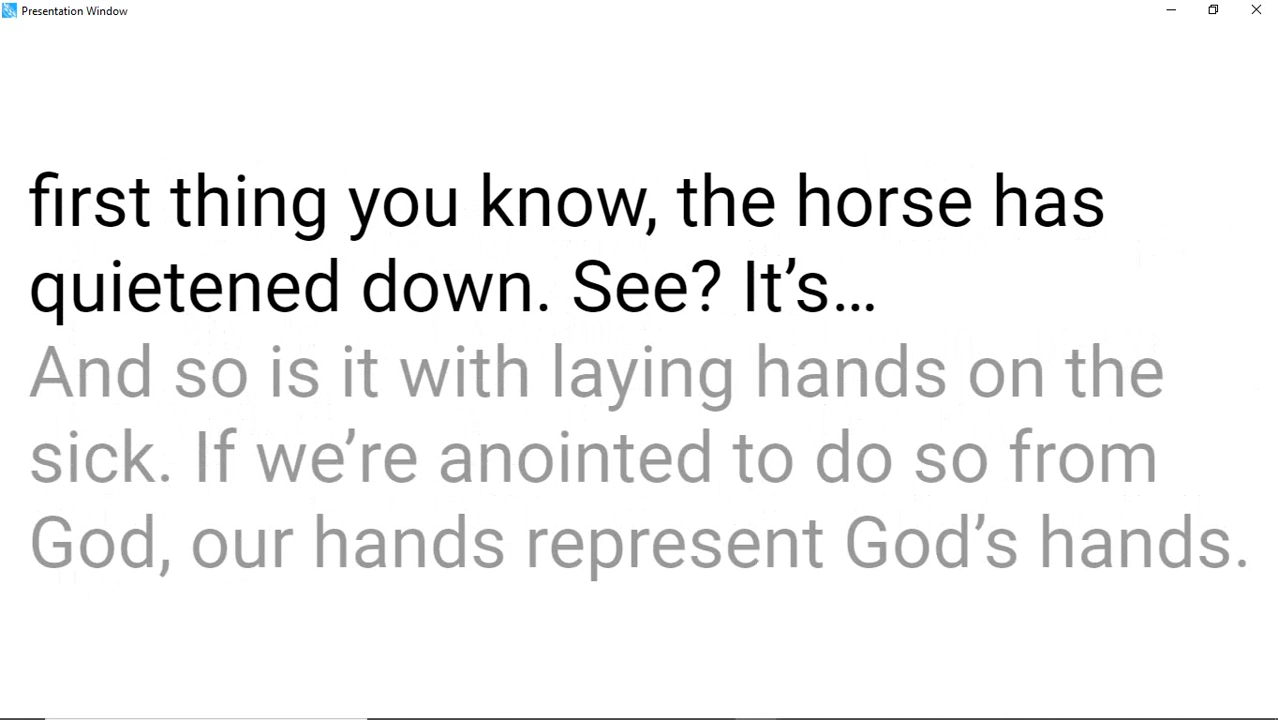 Presentation Window
first thing you know, the horse has
quietened down. See? It’s…
And so is it with laying hands on the
sick. If we’re anointed to do so from
God, our hands represent God’s hands.